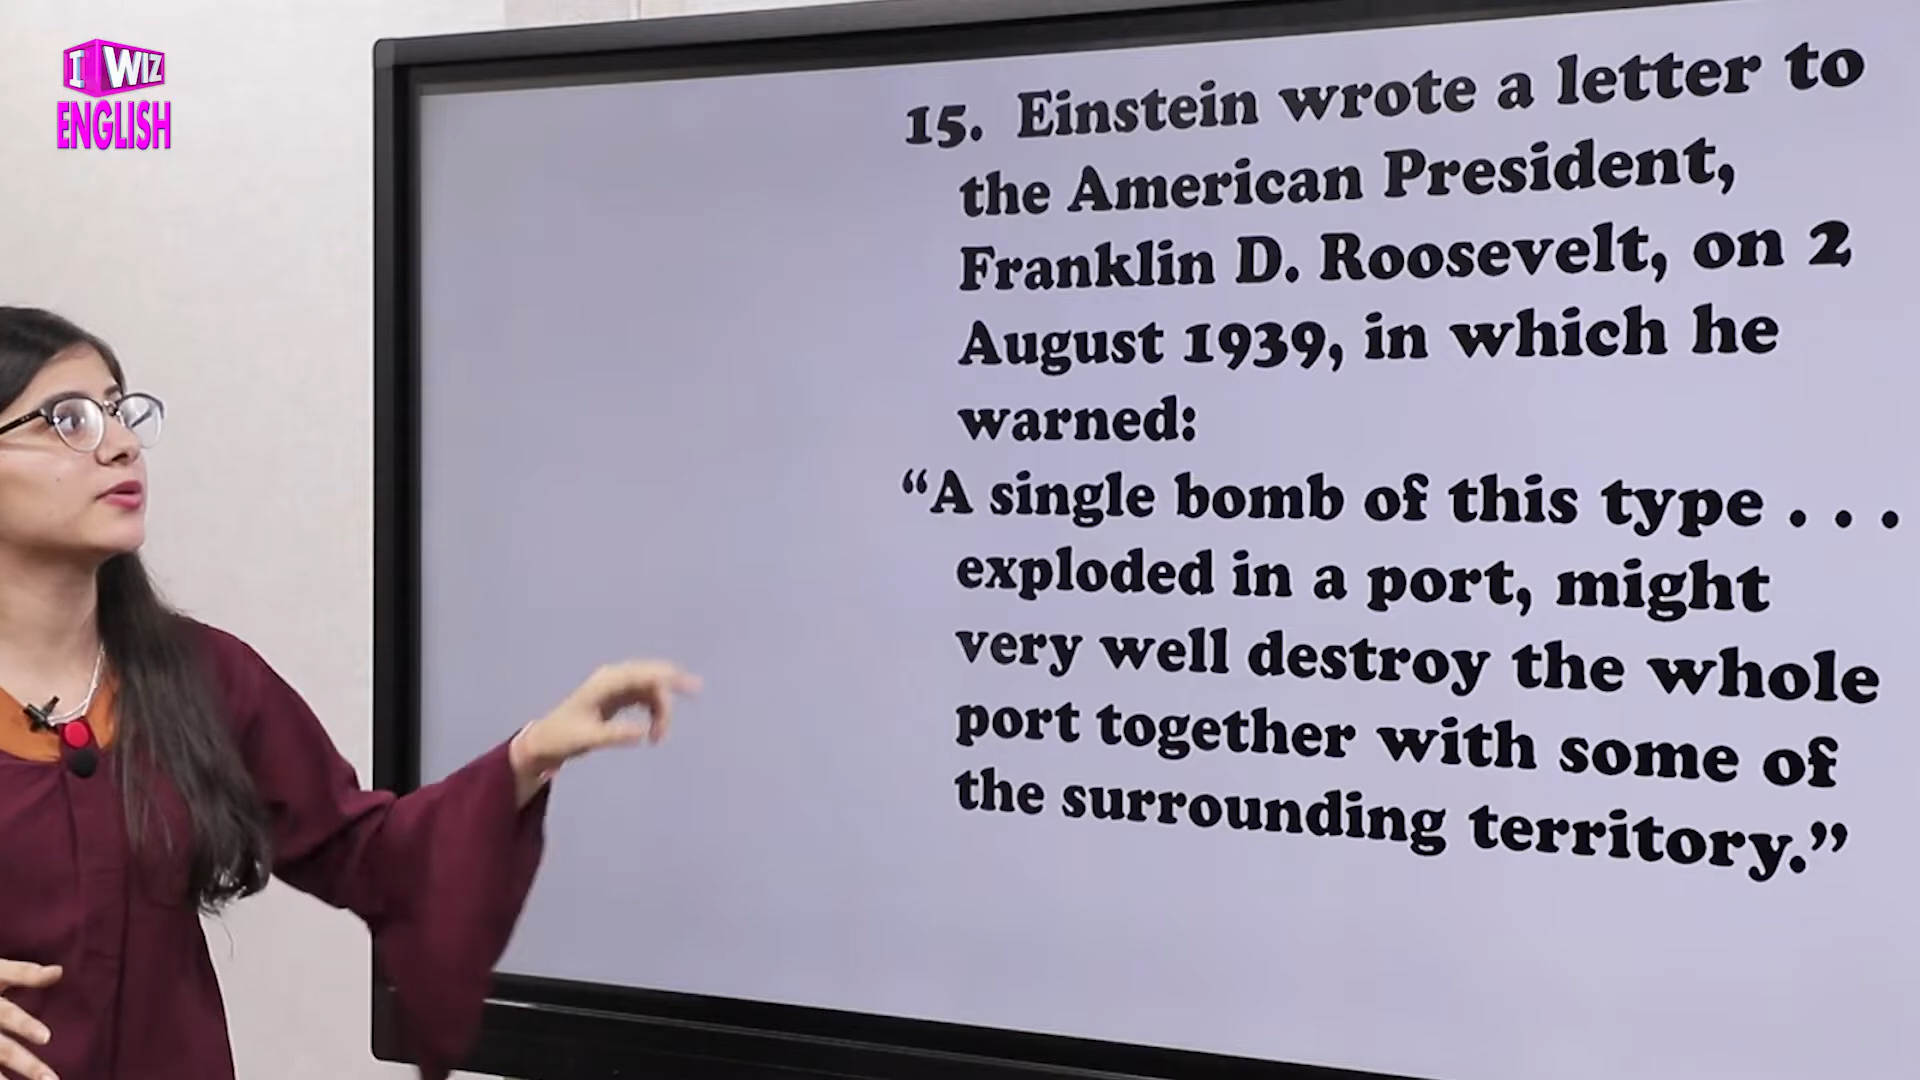 I WIZ
ENGLISH
15. Einstein wrote a letter to
the American President,
Franklin D. Roosevelt, on 2
August 1939, in which he
warned:
“A single bomb of this type . . .
exploded in a port, might
very well destroy the whole
port together with some of
the surrounding territory.”